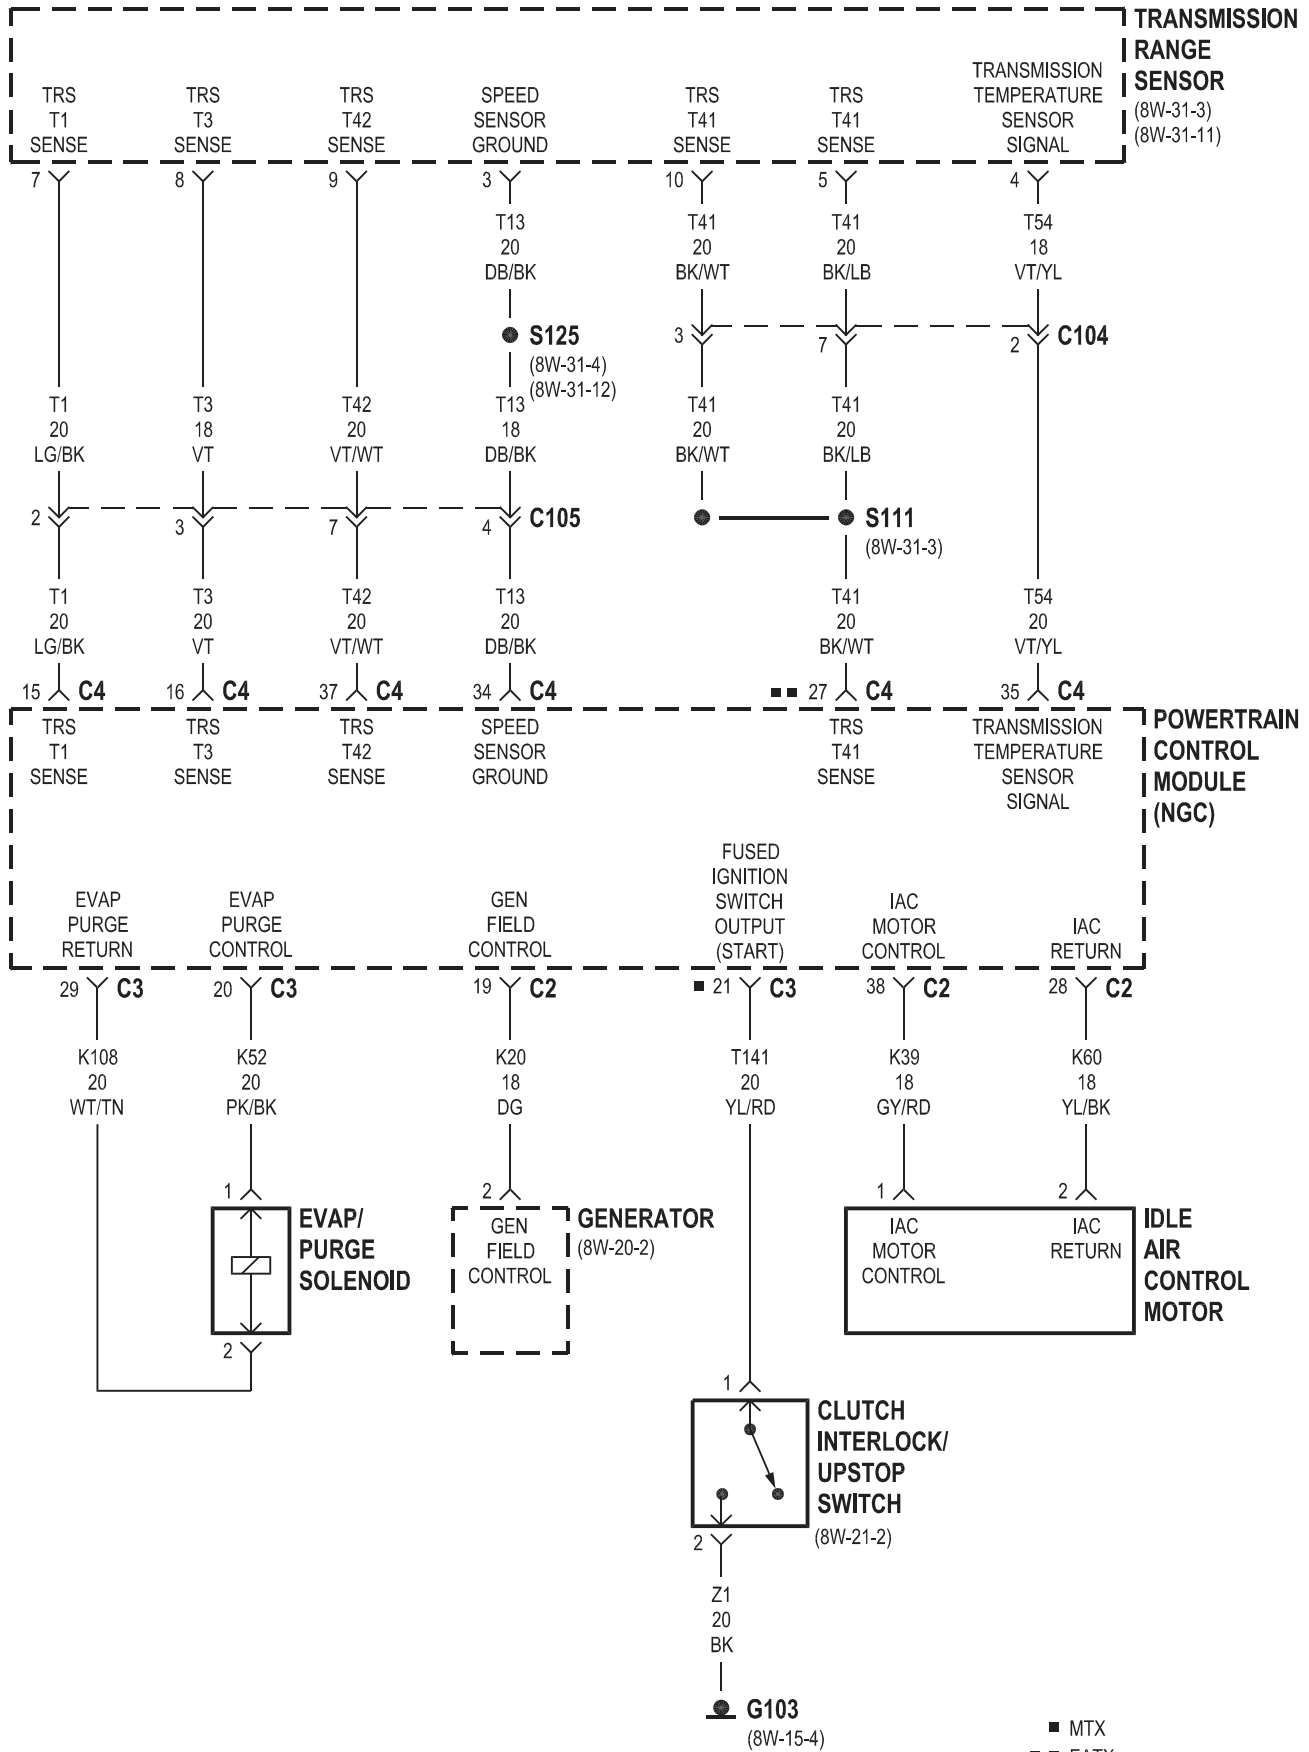 TRANSMISSION
RANGE
SENSOR
(8W-31-3)
(8W-31-11)
TRS
T1
SENSE
TRS
T3
SENSE
TRS
T42
SENSE
SPEED
SENSOR
GROUND
TRS
T41
SENSE
TRS
T41
SENSE
TRANSMISSION
TEMPERATURE
SENSOR
SIGNAL
7
8
9
3
10
5
4
T13
20
DB/BK
T41
20
BK/WT
T41
20
BK/LB
T54
18
VT/YL
S125
(8W-31-4)
(8W-31-12)
3
7
2
C104
T1
20
LG/BK
T3
18
VT
T42
20
VT/WT
T13
18
DB/BK
T41
20
BK/WT
T41
20
BK/LB
2
3
7
4
C105
S111
(8W-31-3)
T1
20
LG/BK
T3
20
VT
T42
20
VT/WT
T13
20
DB/BK
T41
20
BK/WT
T54
20
VT/YL
15 C4
16 C4
37 C4
34 C4
27 C4
35 C4
POWERTRAIN
CONTROL
MODULE
(NGC)
TRS
T1
SENSE
TRS
T3
SENSE
TRS
T42
SENSE
SPEED
SENSOR
GROUND
TRS
T41
SENSE
TRANSMISSION
TEMPERATURE
SENSOR
SIGNAL
EVAP
PURGE
RETURN
EVAP
PURGE
CONTROL
GEN
FIELD
CONTROL
FUSED
IGNITION
SWITCH
OUTPUT
(START)
IAC
MOTOR
CONTROL
IAC
RETURN
29 C3
20 C3
19 C2
21 C3
38 C2
28 C2
K108
20
WT/TN
K52
20
PK/BK
K20
18
DG
T141
20
YL/RD
K39
18
GY/RD
K60
18
YL/BK
1
EVAP/
PURGE
SOLENOID
2
2
GEN
FIELD
CONTROL
GENERATOR
(8W-20-2)
1
2
IAC
MOTOR
CONTROL
IAC
RETURN
IDLE
AIR
CONTROL
MOTOR
1
CLUTCH
INTERLOCK/
UPSTOP
SWITCH
(8W-21-2)
2
Z1
20
BK
G103
(8W-15-4)
MTX